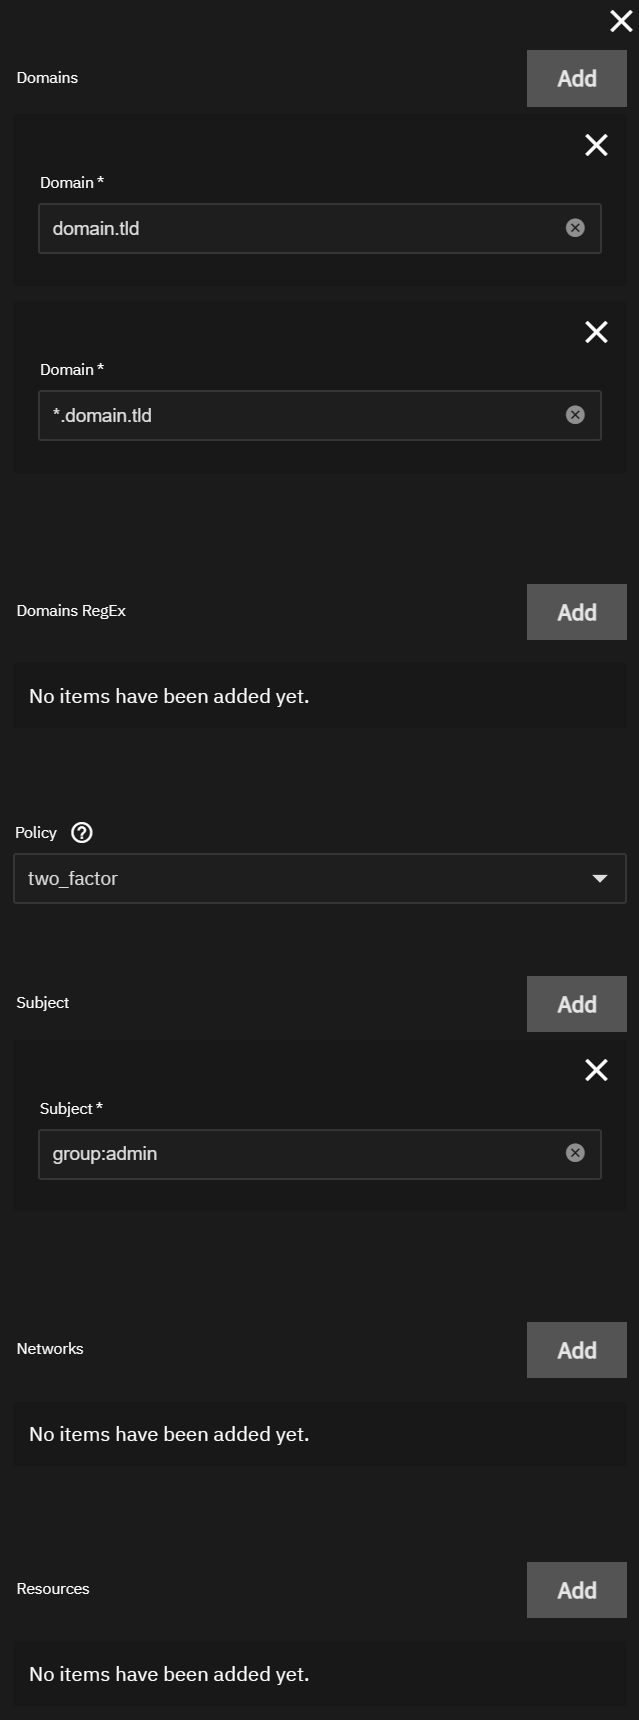 Domains
Add
Domain *
domain.tld
Domain *
*.domain.tld
Domains RegEx
Add
No items have been added yet.
Policy
two_factor
Subject
Add
Subject *
group:admin
Networks
Add
No items have been added yet.
Resources
Add
No items have been added yet.